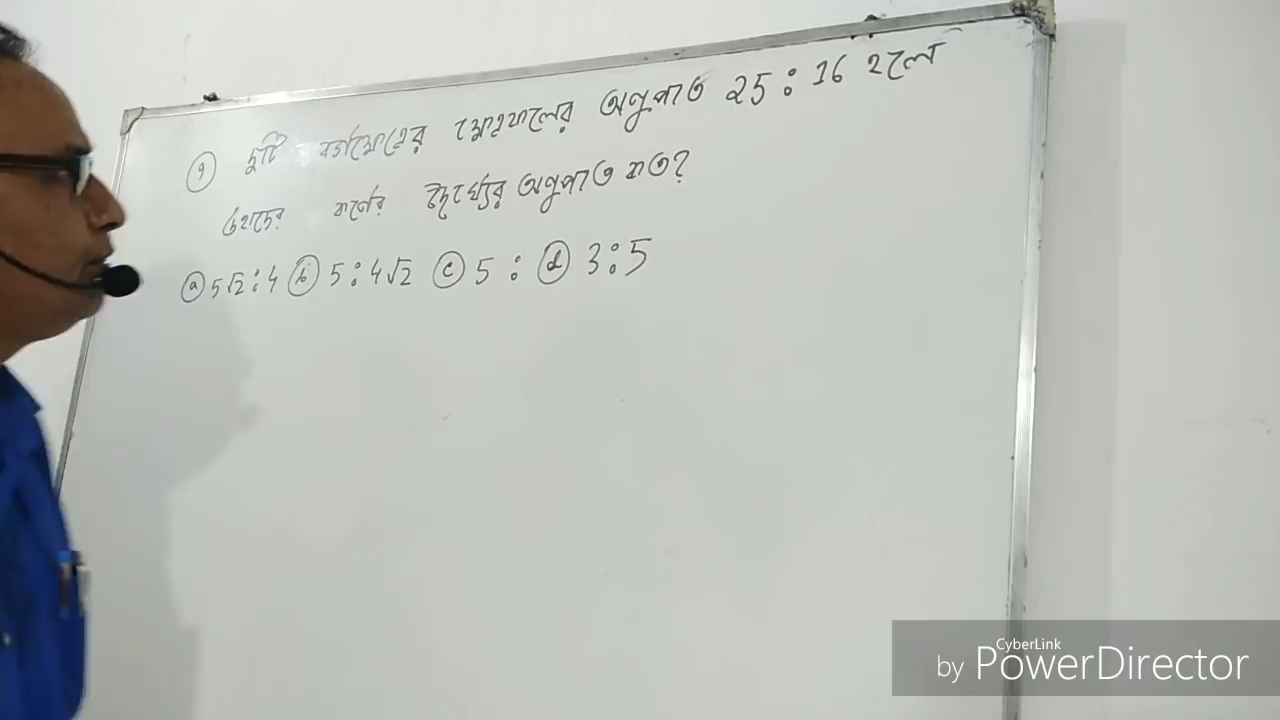 ৭ দুটি বর্গক্ষেত্রের ক্ষেত্রফলের অনুপাত 25 : 16 হলে
উহাদের কর্ণের দৈর্ঘ্যের অনুপাত কত?
a 5√2 : 4 b 5 : 4√2 c 5 : d 3:5
CyberLink
by PowerDirector